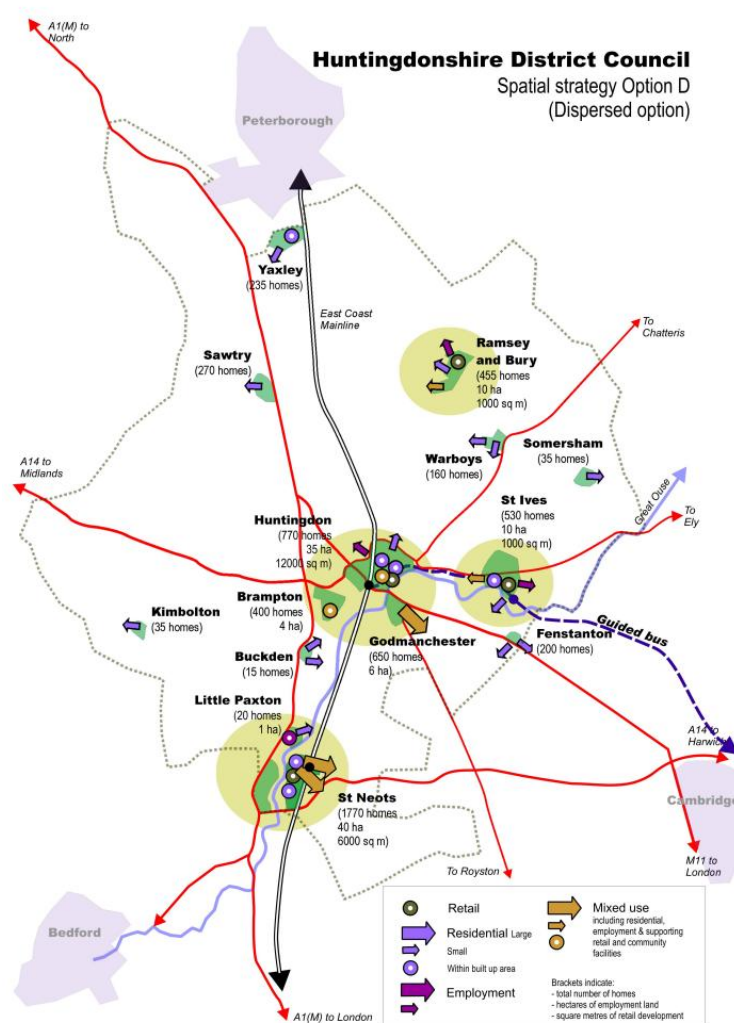 Huntingdonshire District Council
Spatial strategy Option D
(Dispersed option)
A1(M) to
North
Peterborough
Yaxley
(235 homes)
East Coast
Mainline
Sawtry
(270 homes)
Ramsey
and Bury
(455 homes
10 ha
1000 sq m)
To
Chatteris
Warboys
(160 homes)
Somersham
(35 homes)
A14 to
Midlands
St Ives
(530 homes
10 ha
1000 sq m)
Great Ouse
To
Ely
Huntingdon
(770 homes
35 ha
12000 sq m)
Brampton
(400 homes
4 ha)
Kimbolton
(35 homes)
Godmanchester
(650 homes
6 ha)
Fenstanton
(200 homes)
Guided bus
Buckden
(15 homes)
Little Paxton
(20 homes
1 ha)
A14 to
Harwich
St Neots
(1770 homes
40 ha
6000 sq m)
Cambridge
M11 to
London
To Royston
Bedford
A1(M) to London
Retail
Residential Large
Small
Within built up area
Employment
Mixed use
including residential,
employment & supporting
retail and community
facilities
Brackets indicate:
- total number of homes
- hectares of employment land
- square metres of retail development